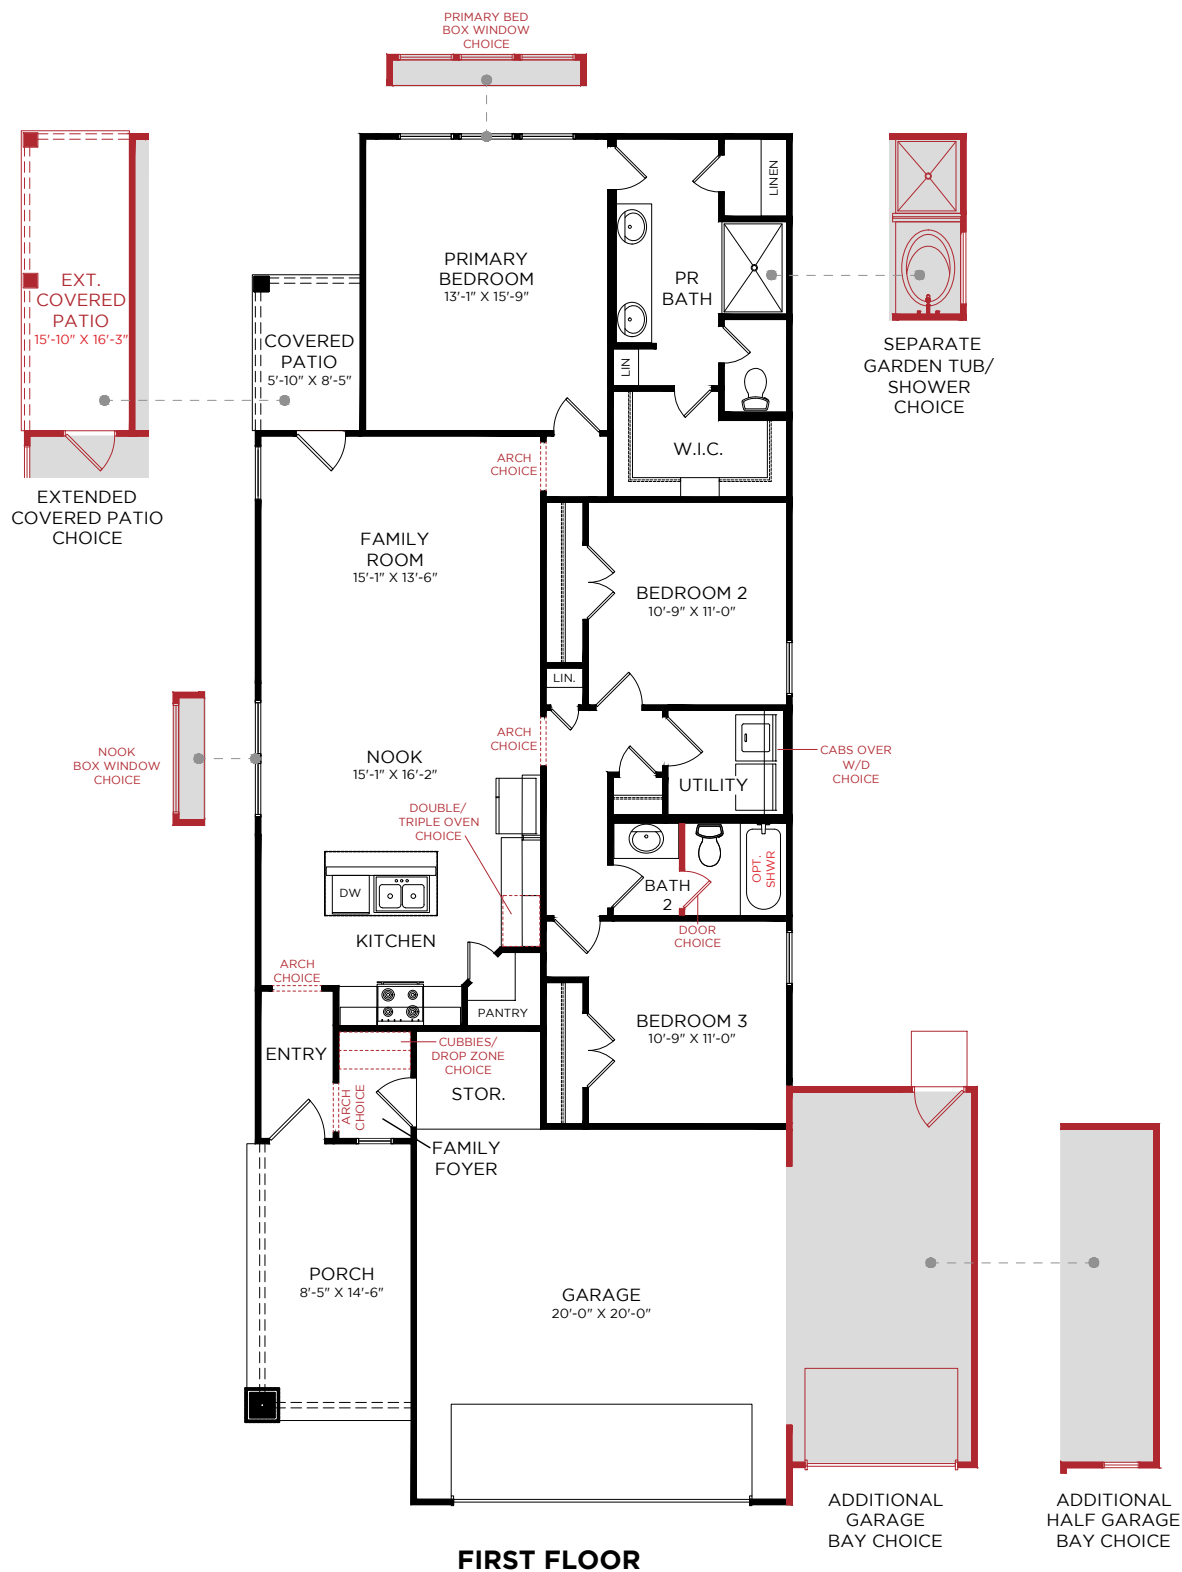 PRIMARY BED
BOX WINDOW
CHOICE
LINEN
PRIMARY
BEDROOM
13'-1" X 15'-9"
PR
BATH
EXT.
COVERED
PATIO
15'-10" X 16'-3"
COVERED
PATIO
5'-10" X 8'-5"
LIN
SEPARATE
GARDEN TUB/
SHOWER
CHOICE
W.I.C.
ARCH
CHOICE
EXTENDED
COVERED PATIO
CHOICE
FAMILY
ROOM
15'-1" X 13'-6"
BEDROOM 2
10'-9" X 11'-0"
LIN.
ARCH
CHOICE
NOOK
BOX WINDOW
CHOICE
NOOK
15'-1" X 16'-2"
UTILITY
CABS OVER
W/D
CHOICE
DOUBLE/
TRIPLE OVEN
CHOICE
DW
BATH
2
OPT.
SHWR
DOOR
CHOICE
KITCHEN
ARCH
CHOICE
PANTRY
BEDROOM 3
10'-9" X 11'-0"
ENTRY
CUBBIES/
DROP ZONE
CHOICE
ARCH
CHOICE
STOR.
FAMILY
FOYER
PORCH
8'-5" X 14'-6"
GARAGE
20'-0" X 20'-0"
ADDITIONAL
GARAGE
BAY CHOICE
ADDITIONAL
HALF GARAGE
BAY CHOICE
FIRST FLOOR